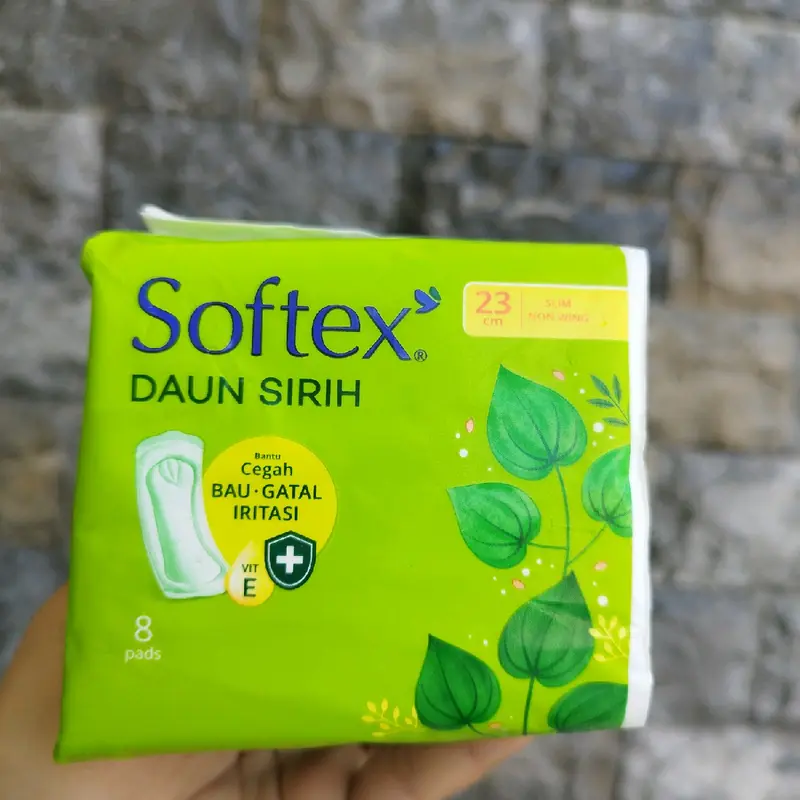 Softex®
DAUN SIRIH
23
cm
SLIM
NON WING
Bantu
Cegah
BAU·GATAL
IRITASI
VIT
E
8
pads